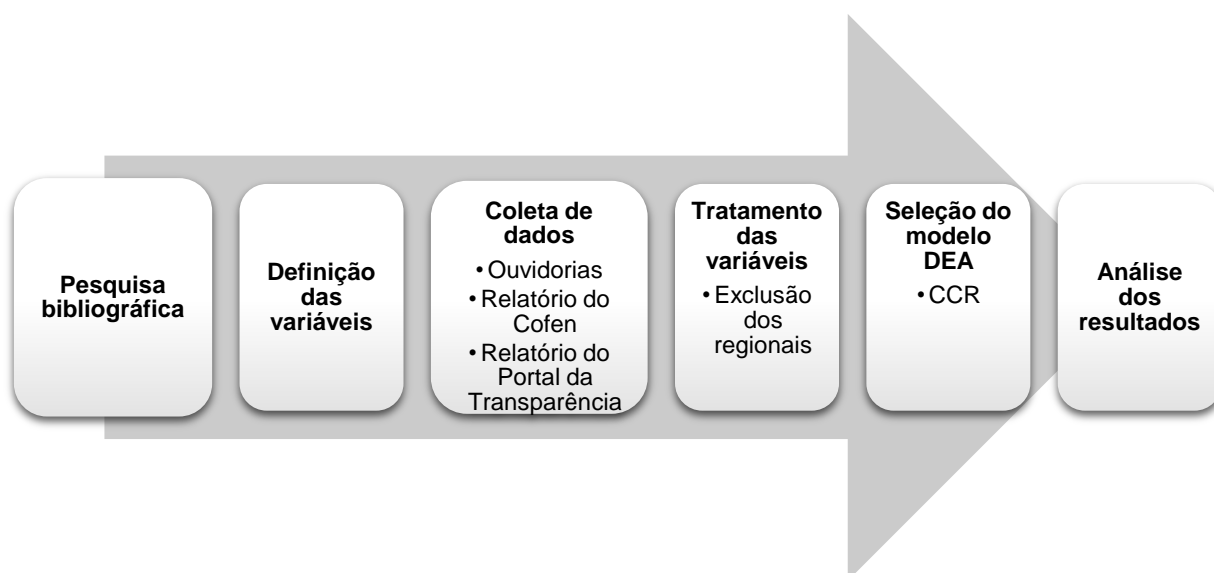 Pesquisa
bibliográfica
Definição
das
variáveis
Coleta de
dados
• Ouvidorias
• Relatório do
Cofen
• Relatório do
Portal da
Transparência
Tratamento
das
variáveis
• Exclusão
dos
regionais
Seleção do
modelo
DEA
• CCR
Análise
dos
resultados